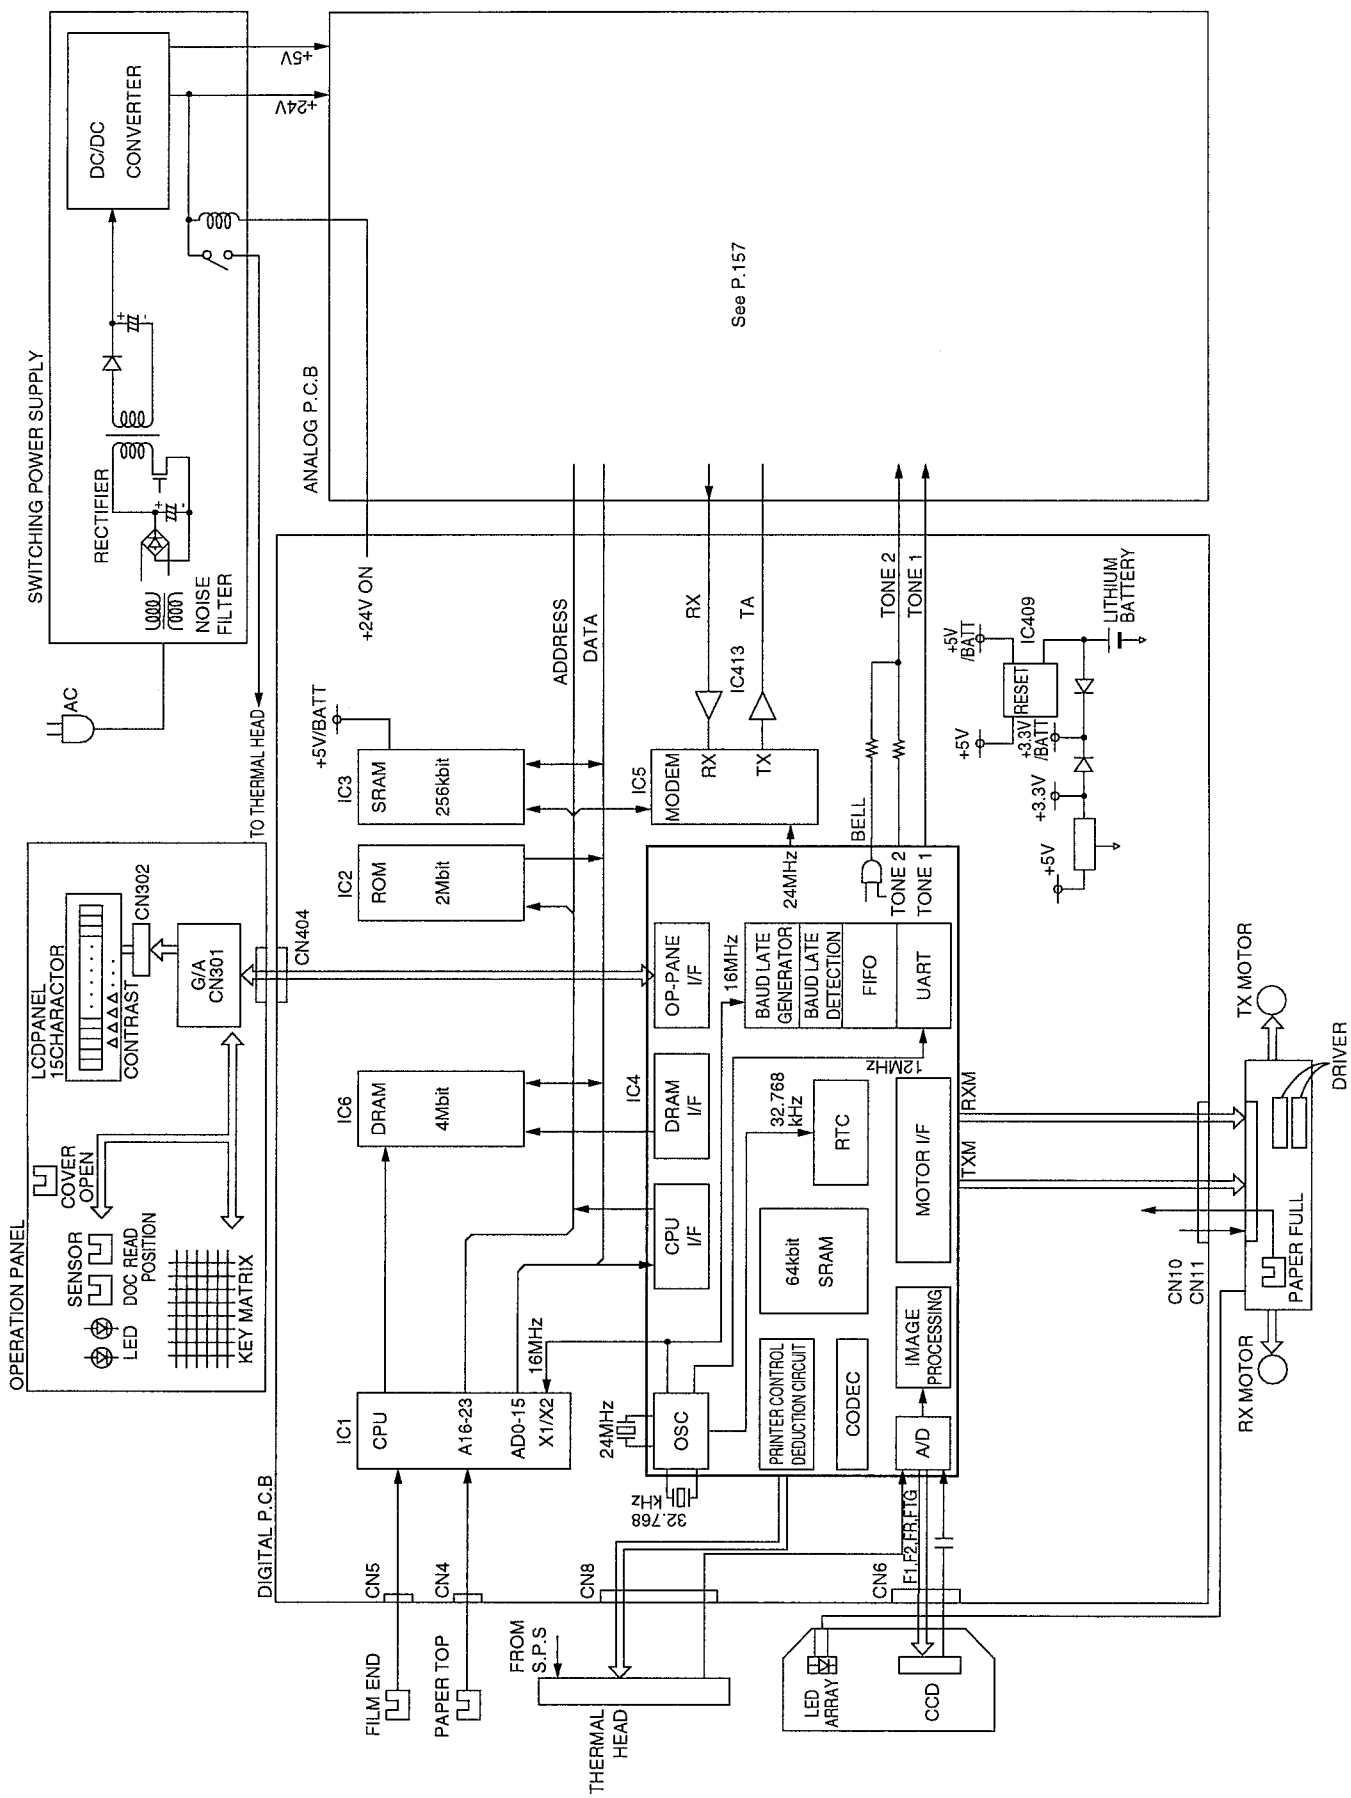 SWITCHING POWER SUPPLY
DC/DC
CONVERTER
+5V
+24V
RECTIFIER
NOISE
FILTER
AC
TO THERMAL HEAD
ANALOG P.C.B
See P.157
OPERATION PANEL
LCDPANEL
15CHARACTOR
CONTRAST
CN302
G/A
CN301
COVER
OPEN
SENSOR
DOC READ
POSITION
LED
KEY MATRIX
CN404
DIGITAL P.C.B
+24V ON
ADDRESS
DATA
+5V/BATT
IC3
SRAM
256kbit
IC2
ROM
2Mbit
IC6
DRAM
4Mbit
IC1
CPU
A16-23
AD0-15
X1/X2
16MHz
IC5
MODEM
RX
TX
RX
TA
IC413
24MHz
BELL
TONE 2
TONE 1
TONE 2
TONE 1
IC4
OP-PANE
I/F
DRAM
I/F
CPU
I/F
16MHz
BAUD LATE
GENERATOR
BAUD LATE
DETECTION
FIFO
UART
12MHz
32.768
kHz
RTC
64kbit
SRAM
MOTOR I/F
OSC
24MHz
32.768
kHz
PRINTER CONTROL
DEDUCTION CIRCUIT
CODEC
IMAGE
PROCESSING
A/D
F1,F2,FR,FTG
+5V
/BATT
IC409
RESET
LITHIUM
BATTERY
+5V
+3.3V
/BATT
+3.3V
+5V
RXM
TXM
CN10
CN11
TX MOTOR
DRIVER
PAPER FULL
RX MOTOR
CN5
CN4
CN8
CN6
FILM END
PAPER TOP
FROM
S.P.S
THERMAL
HEAD
LED
ARRAY
CCD